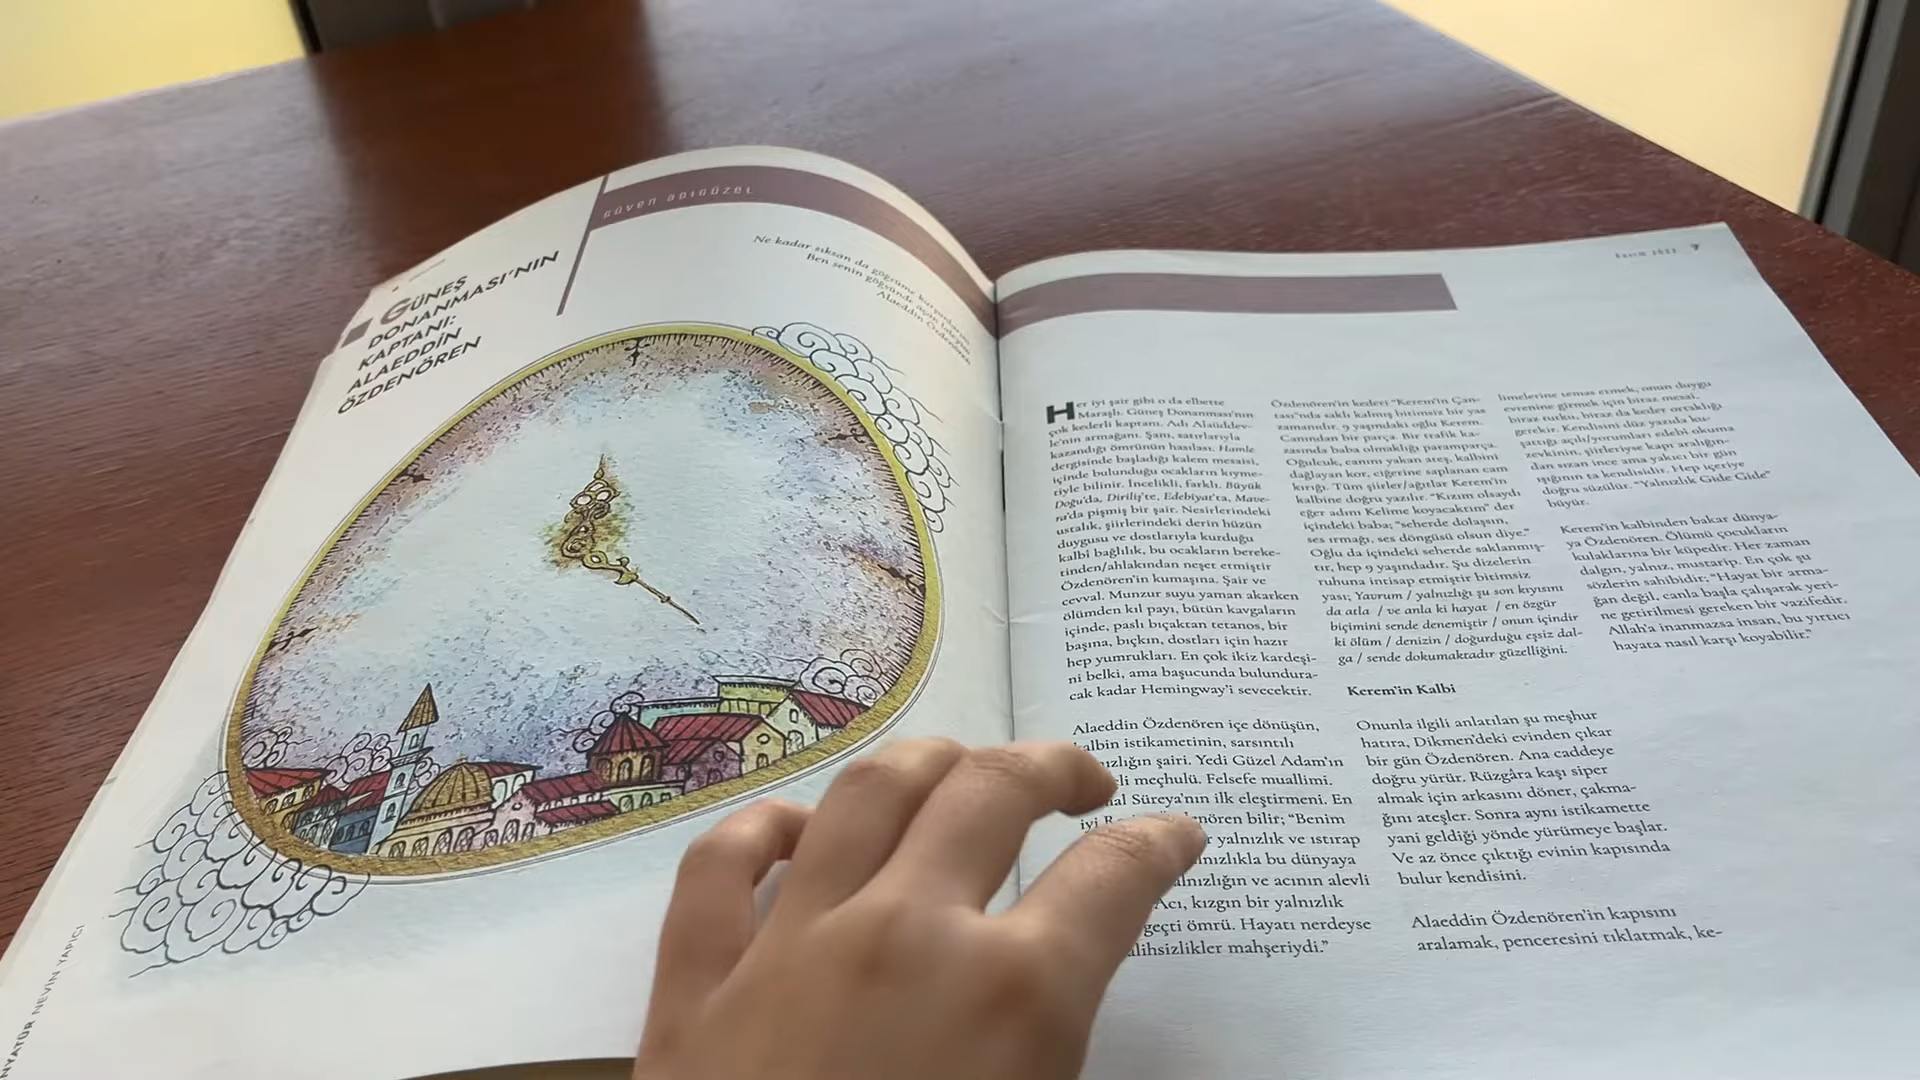 güven adıgüzel
GÜNEŞ
DONANMASI'NIN
KAPTANI:
ALAEDDİN
ÖZDENÖREN
Ne kadar sıksan da göğsüme kurşunlarını
Ben senin göğsünde açan
Alaeddin Özdenören
NYATÜR NEVİN YAPICI
kasım 2022 7
Her iyi şair gibi o da elbette
Maraşlı. Güneş Donanması'nın
çok kederli kaptanı. Adı Alaüddev-
le'nin armağanı. Şanı, satırlarıyla
kazandığı ömrünün hasılası. Hamle
dergisinde başladığı kalem mesaisi,
içinde bulunduğu ocakların kıyme-
tiyle bilinir. İncelikli, farklı. Büyük
Doğu'da, Diriliş'te, Edebiyat'ta, Mave-
ra'da pişmiş bir şair. Nesirlerindeki
ustalık, şiirlerindeki derin hüzün
duygusu ve dostlarıyla kurduğu
kalbî bağlılık, bu ocakların bereke-
tinden/ahlakından neşet etmiştir
Özdenören'in kumaşına. Şair ve
cevval. Munzur suyu yaman akarken
ölümden kıl payı, bütün kavgaların
içinde, paslı bıçaktan tetanos, bir
başına, bıçkın, dostları için hazır
hep yumrukları. En çok ikiz kardeşi-
ni belki, ama başucunda bulundura-
cak kadar Hemingway'i sevecektir.
Alaeddin Özdenören içe dönüşün,
kalbin istikametinin, sarsıntılı
yalnızlığın şairi. Yedi Güzel Adam'ın
meçhulü. Felsefe muallimi.
Süreya'nın ilk eleştirmeni. En
iyi bilir; "Benim
yalnızlık ve ıstırap
bu dünyaya
ve acının alevli
Acı, kızgın bir yalnızlık
geçti ömrü. Hayatı nerdeyse
mahşeriydi."
Özdenören'in kederi "Kerem'in Çan-
tası"nda saklı kalmış bitimsiz bir yas
zamanıdır. 9 yaşındaki oğlu Kerem.
Canından bir parça. Bir trafik ka-
zasında baba olmaklığı paramparça.
Oğulcuk, canını yakan ateş, kalbini
dağlayan kor, ciğerine saplanan cam
kırığı. Tüm şiirler/ağıtlar Kerem'in
kalbine doğru yazılır. "Kızım olsaydı
eğer adını Kelime koyacaktım" der
içindeki baba; "seherde dolaşsın,
ses ırmağı, ses döngüsü olsun diye."
Oğlu da içindeki seherde saklanmış-
tır, hep 9 yaşındadır. Şu dizelerin
ruhuna intisap etmiştir bitimsiz
yası; Yavrum / yalnızlığı şu son kıyısını
da atla / ve anla ki hayat / en özgür
biçimini sende denemiştir / onun içindir
ki ölüm / denizin / doğurduğu eşsiz dal-
ga / sende dokumaktadır güzelliğini.
Kerem'in Kalbi
Onunla ilgili anlatılan şu meşhur
hatıra, Dikmen'deki evinden çıkar
bir gün Özdenören. Ana caddeye
doğru yürür. Rüzgâra kaşı siper
almak için arkasını döner, çakma-
ğını ateşler. Sonra aynı istikamette
yani geldiği yönde yürümeye başlar.
Ve az önce çıktığı evinin kapısında
bulur kendisini.
Alaeddin Özdenören'in kapısını
aralamak, penceresini tıklatmak, ke-
limelerine temas etmek, onun duygu
evrenine girmek için biraz mesai,
biraz tutku, biraz da keder ortaklığı
gerekir. Kendisini düz yazıda ku-
şattığı açılı/yorumları edebî okuma
zevkinin, şiirleriyse kapı aralığın-
dan sızan ince ama yakıcı bir gün
ışığının ta kendisidir. Hep içeriye
doğru süzülür. "Yalnızlık Gide Gide"
büyür.
Kerem'in kalbinden bakar dünya-
ya Özdenören. Ölümü çocukların
kulaklarına bir küpedir. Her zaman
dalgın, yalnız, mustarip. En çok şu
sözlerin sahibidir; "Hayat bir arma-
ğan değil, canla başla çalışarak yeri-
ne getirilmesi gereken bir vazifedir.
Allah'a inanmazsa insan, bu yırtıcı
hayata nasıl karşı koyabilir."